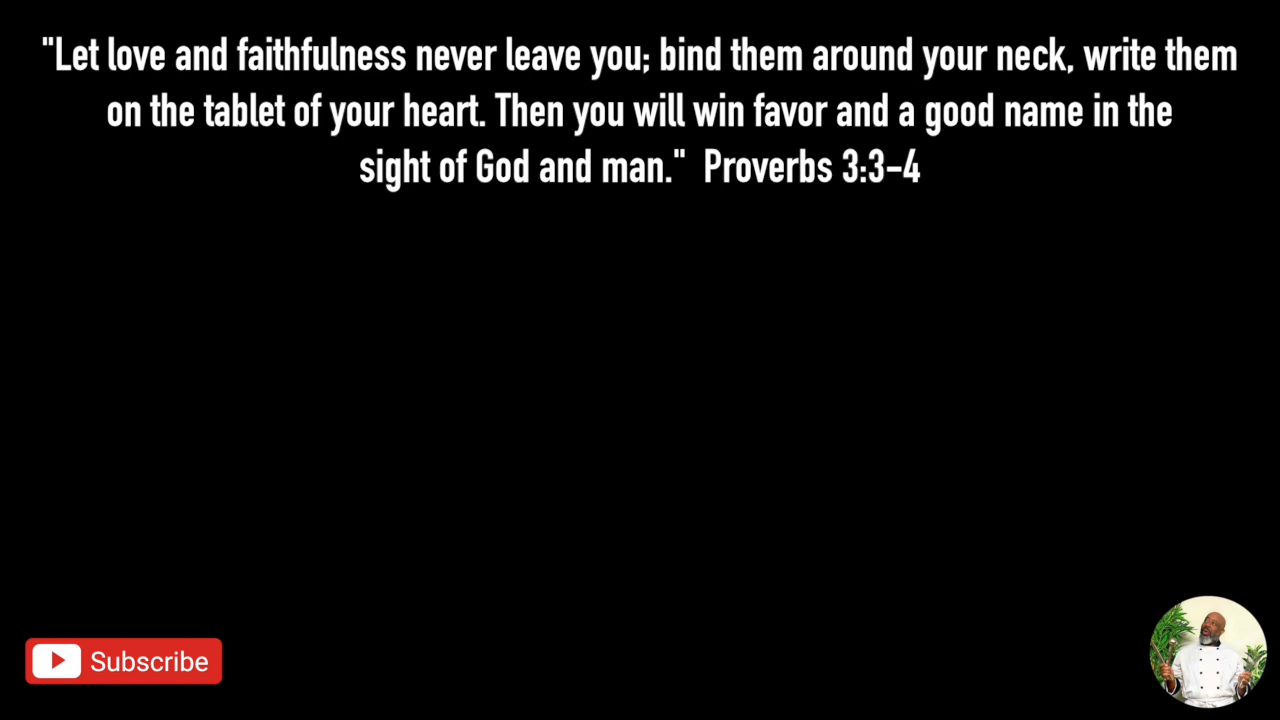 "Let love and faithfulness never leave you; bind them around your neck, write them
on the tablet of your heart. Then you will win favor and a good name in the
sight of God and man."  Proverbs 3:3-4
Subscribe